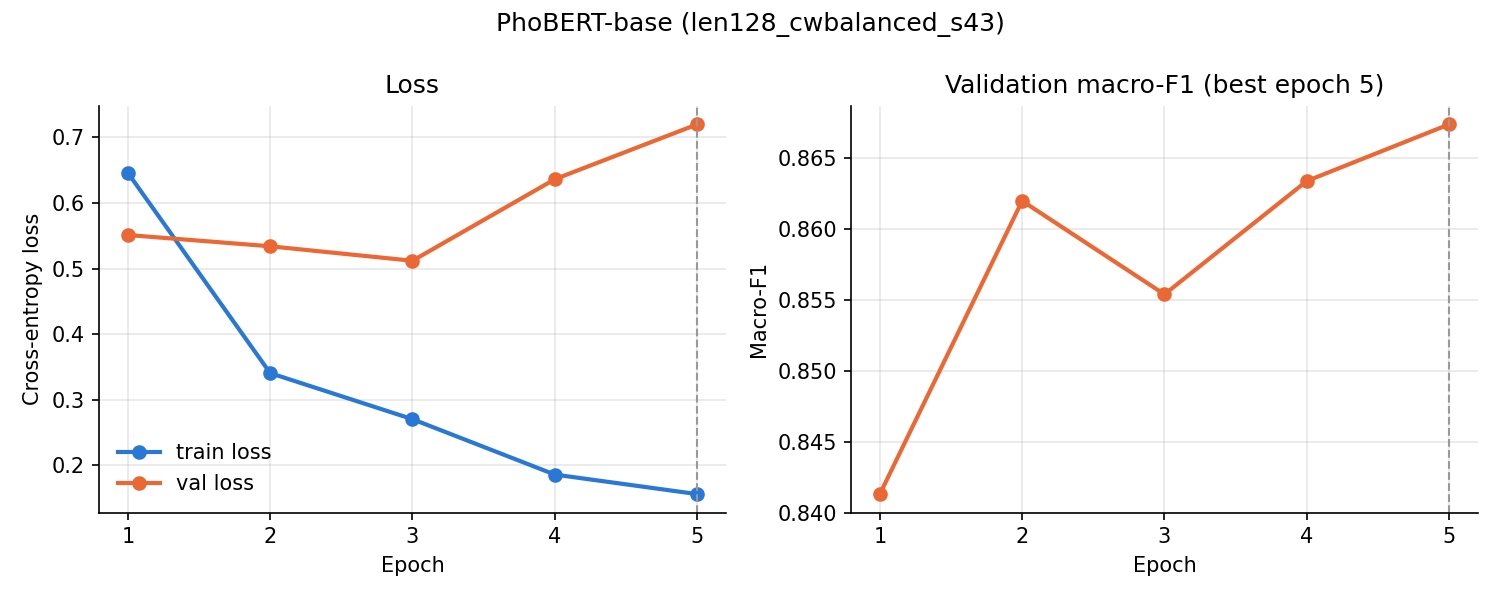 PhoBERT-base (len128_cwbalanced_s43)
Loss
Cross-entropy loss
0.7
0.6
0.5
0.4
0.3
0.2
train loss
val loss
1 2 3 4 5
Epoch
Validation macro-F1 (best epoch 5)
Macro-F1
0.865
0.860
0.855
0.850
0.845
0.840
1 2 3 4 5
Epoch